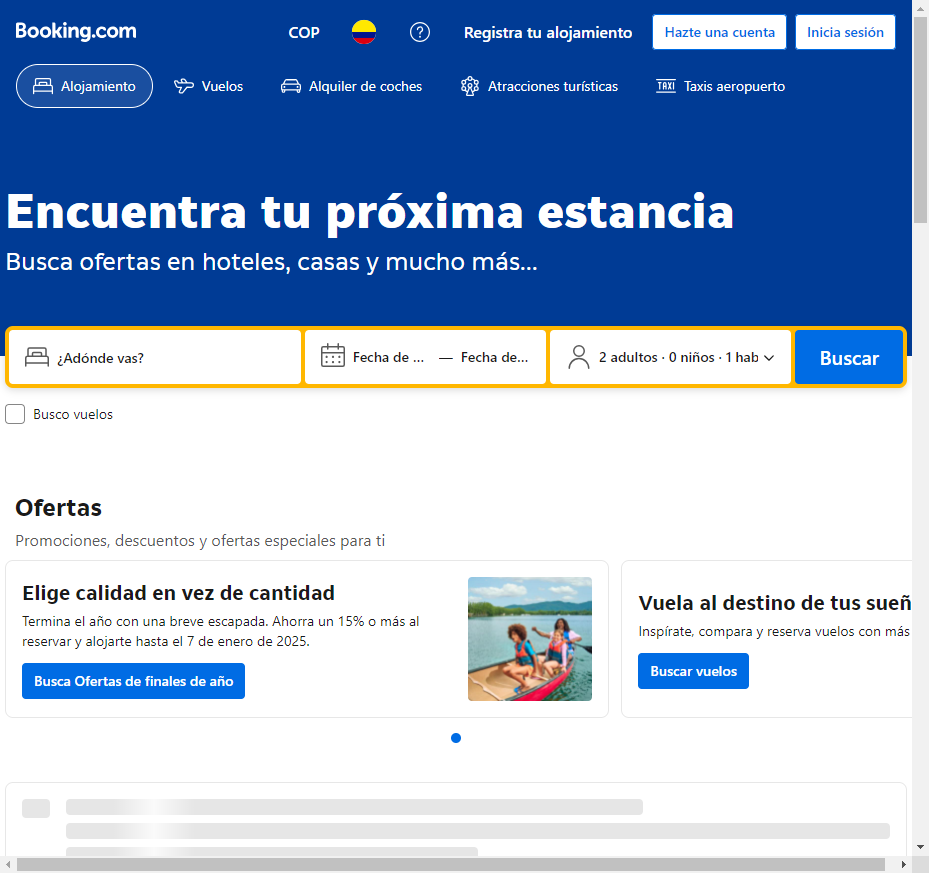 Booking.com
COP
Registra tu alojamiento
Hazte una cuenta
Inicia sesión
Alojamiento
Vuelos
Alquiler de coches
Atracciones turísticas
TAXI Taxis aeropuerto
Encuentra tu próxima estancia
Busca ofertas en hoteles, casas y mucho más...
¿Adónde vas?
Fecha de ... — Fecha de...
2 adultos · 0 niños · 1 hab
Buscar
Busco vuelos
Ofertas
Promociones, descuentos y ofertas especiales para ti
Elige calidad en vez de cantidad
Termina el año con una breve escapada. Ahorra un 15% o más al
reservar y alojarte hasta el 7 de enero de 2025.
Busca Ofertas de finales de año
Vuela al destino de tus sueñ
Inspírate, compara y reserva vuelos con más
Buscar vuelos